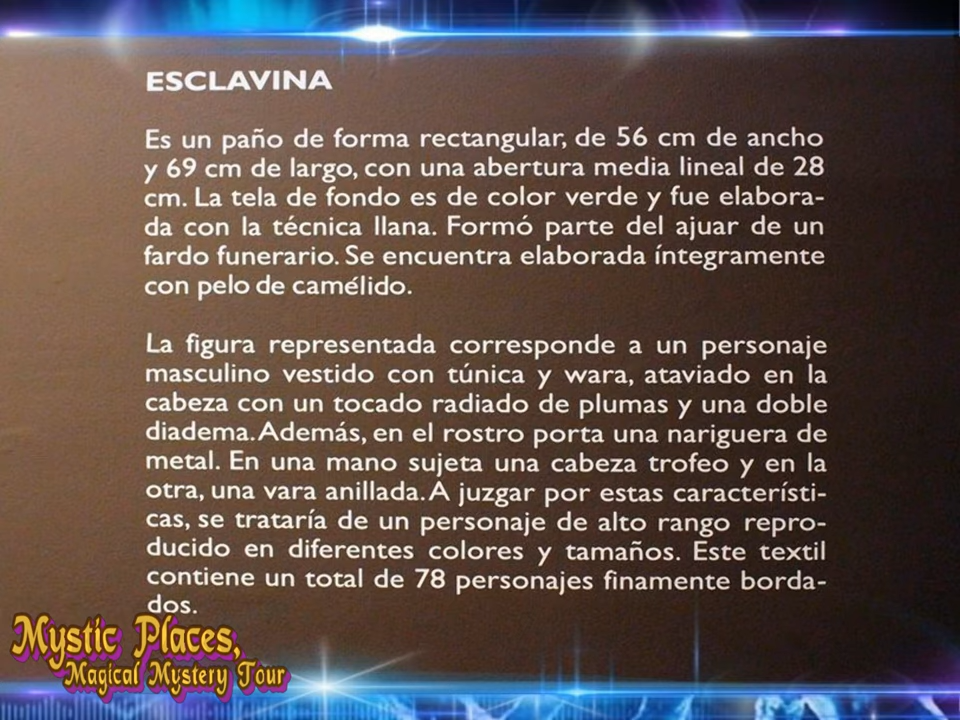 ESCLAVINA
Es un paño de forma rectangular, de 56 cm de ancho
y 69 cm de largo, con una abertura media lineal de 28
cm. La tela de fondo es de color verde y fue elabora-
da con la técnica llana. Formó parte del ajuar de un
fardo funerario. Se encuentra elaborada íntegramente
con pelo de camélido.
La figura representada corresponde a un personaje
masculino vestido con túnica y wara, ataviado en la
cabeza con un tocado radiado de plumas y una doble
diadema. Además, en el rostro porta una nariguera de
metal. En una mano sujeta una cabeza trofeo y en la
otra, una vara anillada. A juzgar por estas característi-
cas, se trataría de un personaje de alto rango repro-
ducido en diferentes colores y tamaños. Este textil
contiene un total de 78 personajes finamente borda-
dos.
Mystic Places,
Magical Mystery Tour